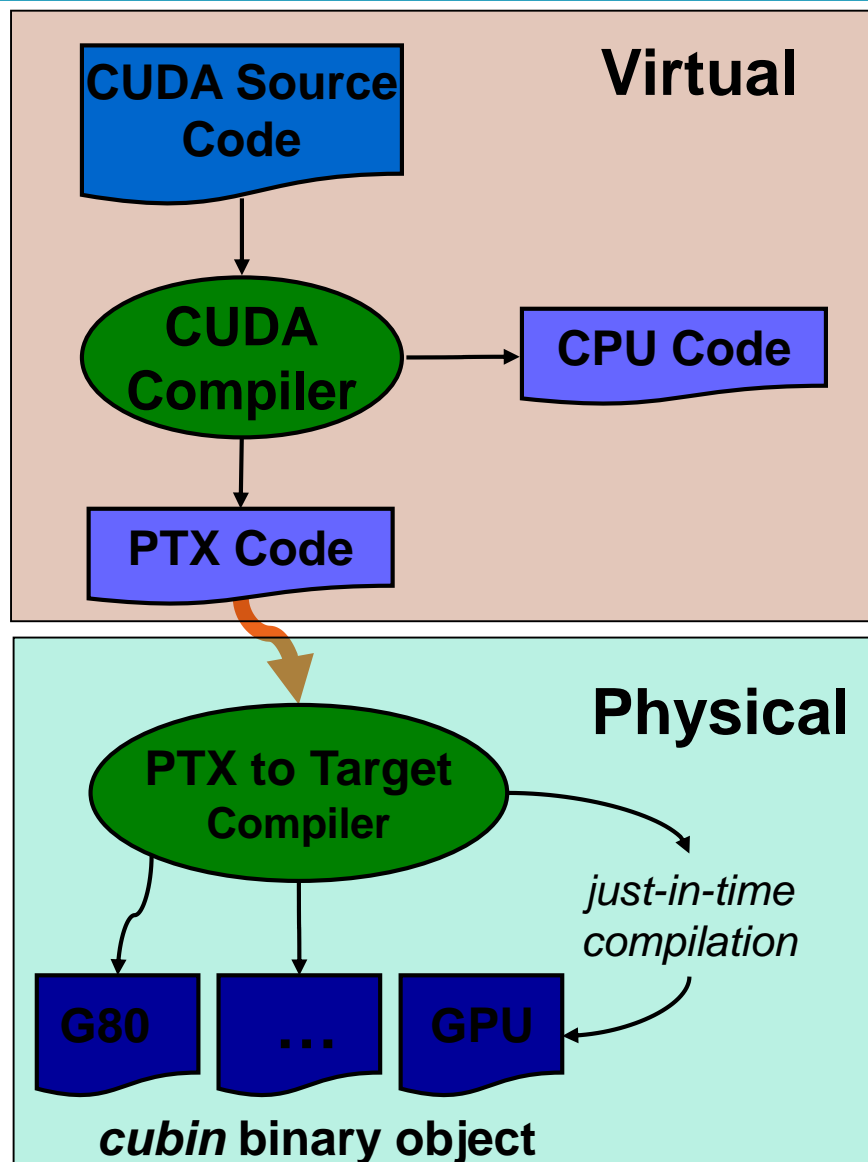 Virtual
CUDA Source
Code
CUDA
Compiler
CPU Code
PTX Code
Physical
PTX to Target
Compiler
just-in-time
compilation
G80
...
GPU
cubin binary object